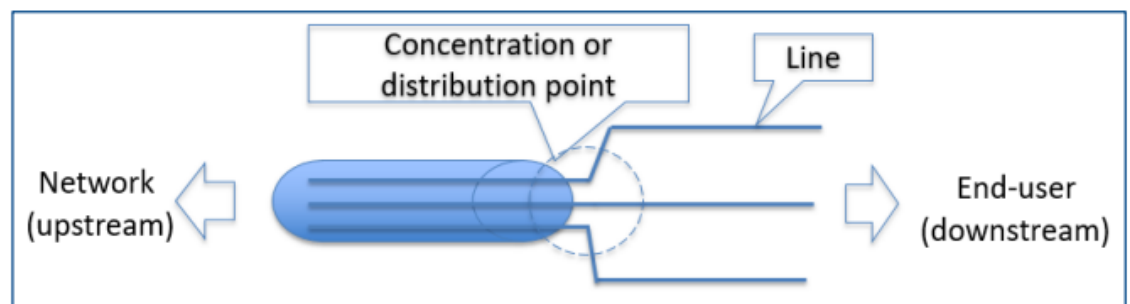 Concentration or
distribution point
Line
Network
(upstream)
End-user
(downstream)